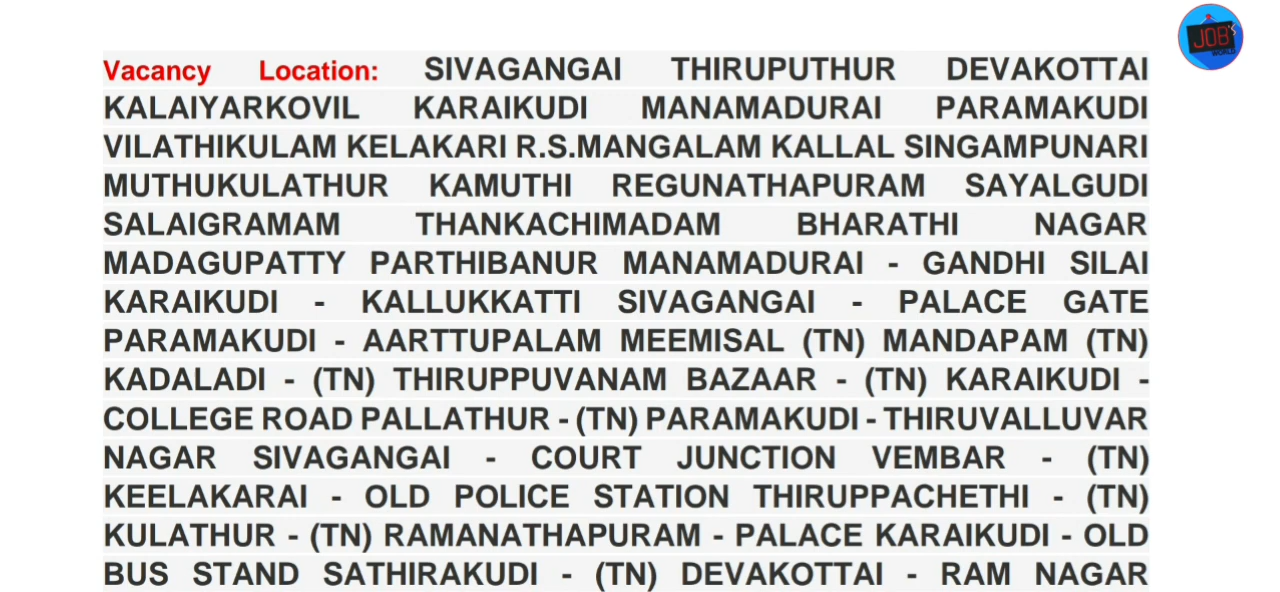 JOB'S
WORLD
Vacancy Location: SIVAGANGAI THIRUPUTHUR DEVAKOTTAI
KALAIYARKOVIL KARAIKUDI MANAMADURAI PARAMAKUDI
VILATHIKULAM KELAKARI R.S.MANGALAM KALLAL SINGAMPUNARI
MUTHUKULATHUR KAMUTHI REGUNATHAPURAM SAYALGUDI
SALAIGRAMAM THANKACHIMADAM BHARATHI NAGAR
MADAGUPATTY PARTHIBANUR MANAMADURAI - GANDHI SILAI
KARAIKUDI - KALLUKKATTI SIVAGANGAI - PALACE GATE
PARAMAKUDI - AARTTUPALAM MEEMISAL (TN) MANDAPAM (TN)
KADALADI - (TN) THIRUPPUVANAM BAZAAR - (TN) KARAIKUDI -
COLLEGE ROAD PALLATHUR - (TN) PARAMAKUDI - THIRUVALLUVAR
NAGAR SIVAGANGAI - COURT JUNCTION VEMBAR - (TN)
KEELAKARAI - OLD POLICE STATION THIRUPPACHETHI - (TN)
KULATHUR - (TN) RAMANATHAPURAM - PALACE KARAIKUDI - OLD
BUS STAND SATHIRAKUDI - (TN) DEVAKOTTAI - RAM NAGAR